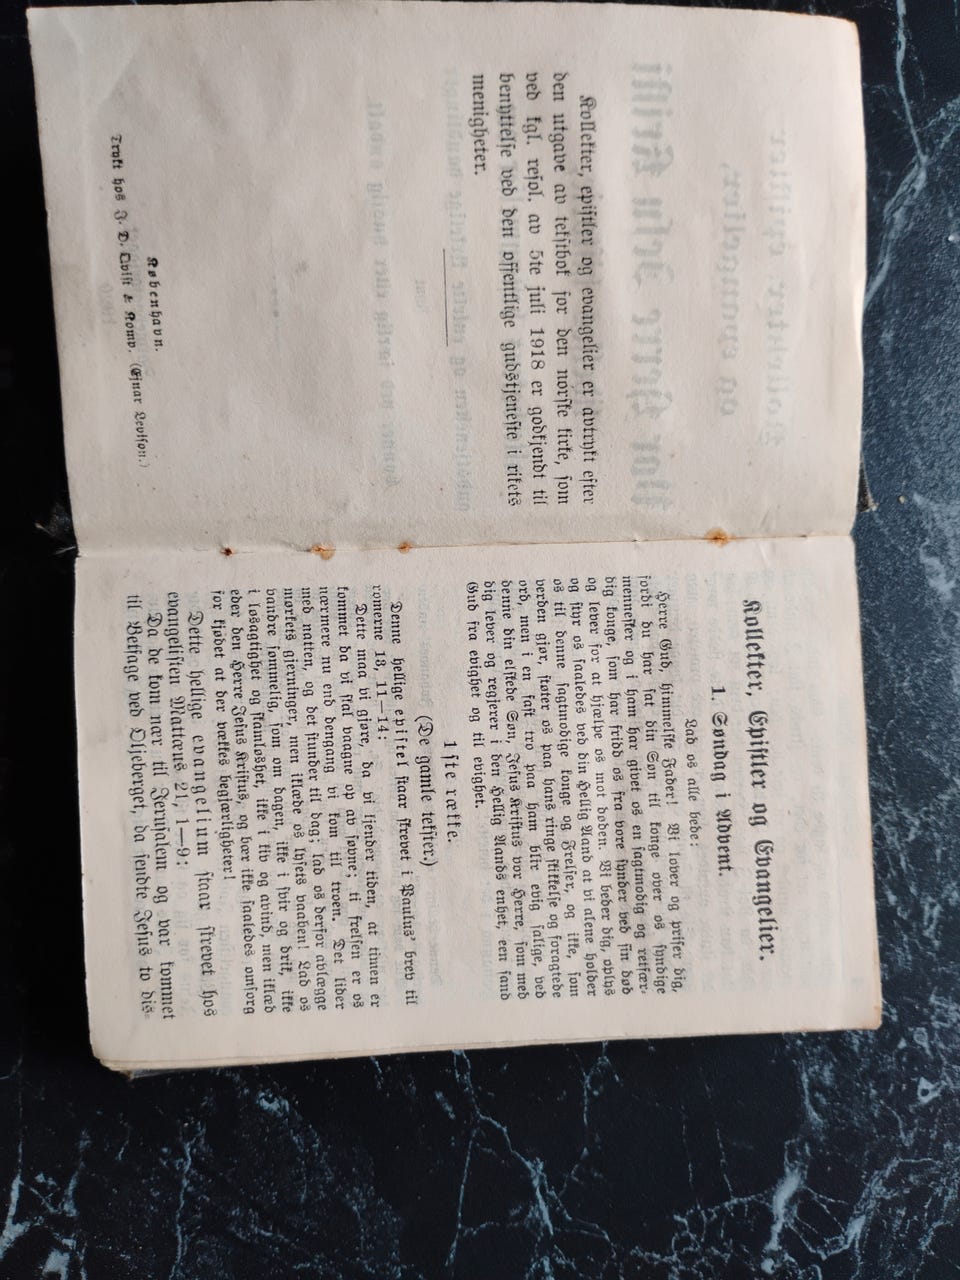 Kollekter, epistler og evangelier er avtrykt efter
den utgave av tekstbok for den norske kirke, som
ved kgl. resol. av 5te juli 1918 er godkjendt til
benyttelse ved den offentlige gudstjeneste i rikets
menigheter.
København.
Trykt hos J. D. Qvist & Komp. (Ejnar Levison.)
Kollekter, Epistler og Evangelier.
1. Søndag i Advent.
Lad os alle bede:
Herre Gud, himmelske Fader! Vi lover og priser dig,
fordi du har sat din Søn til konge over os syndige
mennesker og i ham har givet os en sagtmodig og retfær-
dig konge, som har fridd os fra vore synder ved sin død
og lever for at hjælpe os mot døden. Vi beder dig, oplys
og styr os saaledes ved din Hellig Aand at vi alene holder
os til denne sagtmodige konge og Frelser, og ikke, som
verden gjør, støter os paa hans ringe skikkelse og foragtede
ord, men i en fast tro paa ham blir evig salige, ved
denne din elskede Søn, Jesus Kristus vor Herre, som med
dig lever og regjerer i den Hellig Aands enhet, een sand
Gud fra evighet og til evighet.
1ste række.
(De gamle tekster.)
Denne hellige epistel staar skrevet i Paulus' brev til
romerne 13, 11—14:
Dette maa vi gjøre, da vi kjender tiden, at timen er
kommet da vi skal vaagne op av søvne; ti frelsen er os
nærmere nu end dengang vi kom til troen. Det lider
med natten, og det stunder til dag; lad os derfor avlægge
mørkets gjerninger, men iklæde os lysets vaaben! Lad os
vandre sømmelig, som om dagen, ikke i svir og drik, ikke
i løsagtighet og skamløshet, ikke i kiv og avind, men iklæd
eder den Herre Jesus Kristus, og bær ikke saaledes omsorg
for kjødet at der vækkes begjærligheter!
Dette hellige evangelium staar skrevet hos
evangelisten Mattæus 21, 1—9:
Da de kom nær til Jerusalem og var kommet
til Betfage ved Oljeberget, da sendte Jesus to dis-